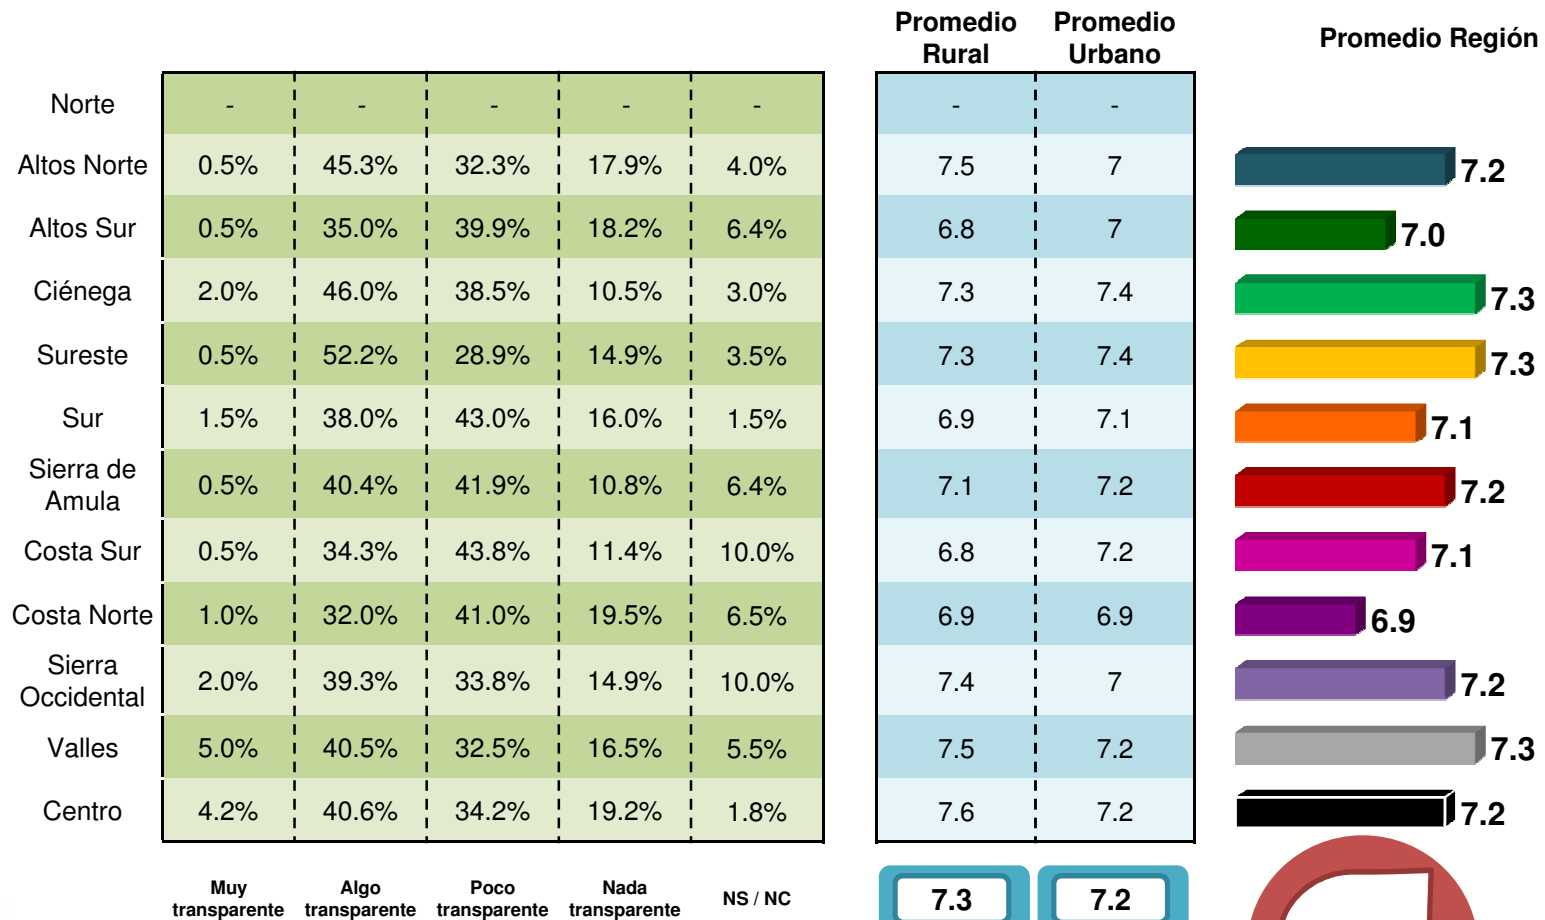 Promedio Rural
Promedio Urbano
Promedio Región
Norte - - - - - - -
Altos Norte 0.5% 45.3% 32.3% 17.9% 4.0% 7.5 7 7.2
Altos Sur 0.5% 35.0% 39.9% 18.2% 6.4% 6.8 7 7.0
Ciénega 2.0% 46.0% 38.5% 10.5% 3.0% 7.3 7.4 7.3
Sureste 0.5% 52.2% 28.9% 14.9% 3.5% 7.3 7.4 7.3
Sur 1.5% 38.0% 43.0% 16.0% 1.5% 6.9 7.1 7.1
Sierra de Amula 0.5% 40.4% 41.9% 10.8% 6.4% 7.1 7.2 7.2
Costa Sur 0.5% 34.3% 43.8% 11.4% 10.0% 6.8 7.2 7.1
Costa Norte 1.0% 32.0% 41.0% 19.5% 6.5% 6.9 6.9 6.9
Sierra Occidental 2.0% 39.3% 33.8% 14.9% 10.0% 7.4 7 7.2
Valles 5.0% 40.5% 32.5% 16.5% 5.5% 7.5 7.2 7.3
Centro 4.2% 40.6% 34.2% 19.2% 1.8% 7.6 7.2 7.2
Muy transparente
Algo transparente
Poco transparente
Nada transparente
NS / NC
7.3
7.2